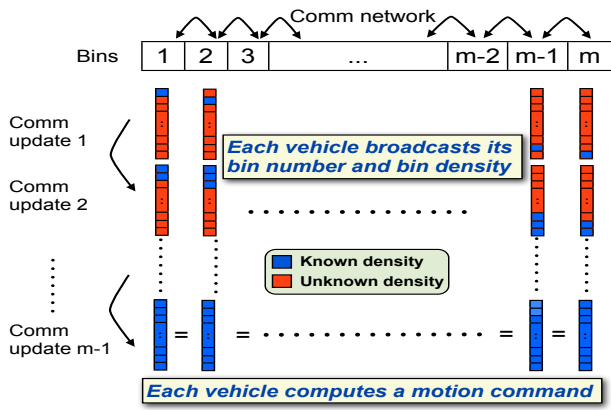 Comm network
Bins 1 2 3 ... m-2 m-1 m
Comm
update 1
Each vehicle broadcasts its
bin number and bin density
Comm
update 2
Known density
Unknown density
Comm
update m-1
= = = =
Each vehicle computes a motion command